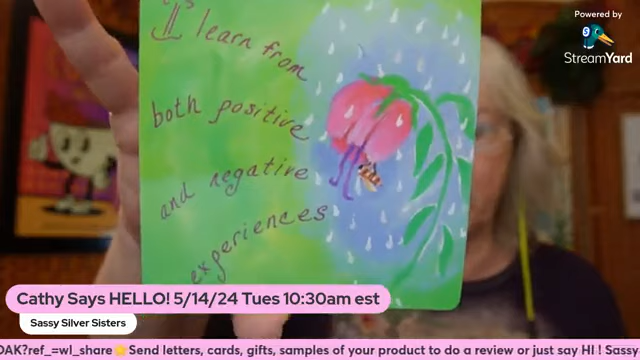 I learn from
both positive
and negative
experiences
Powered by
StreamYard
Cathy Says HELLO! 5/14/24 Tues 10:30am est
Sassy Silver Sisters
OAK?ref_=wl_share⭐Send letters, cards, gifts, samples of your product to do a review or just say HI ! Sassy